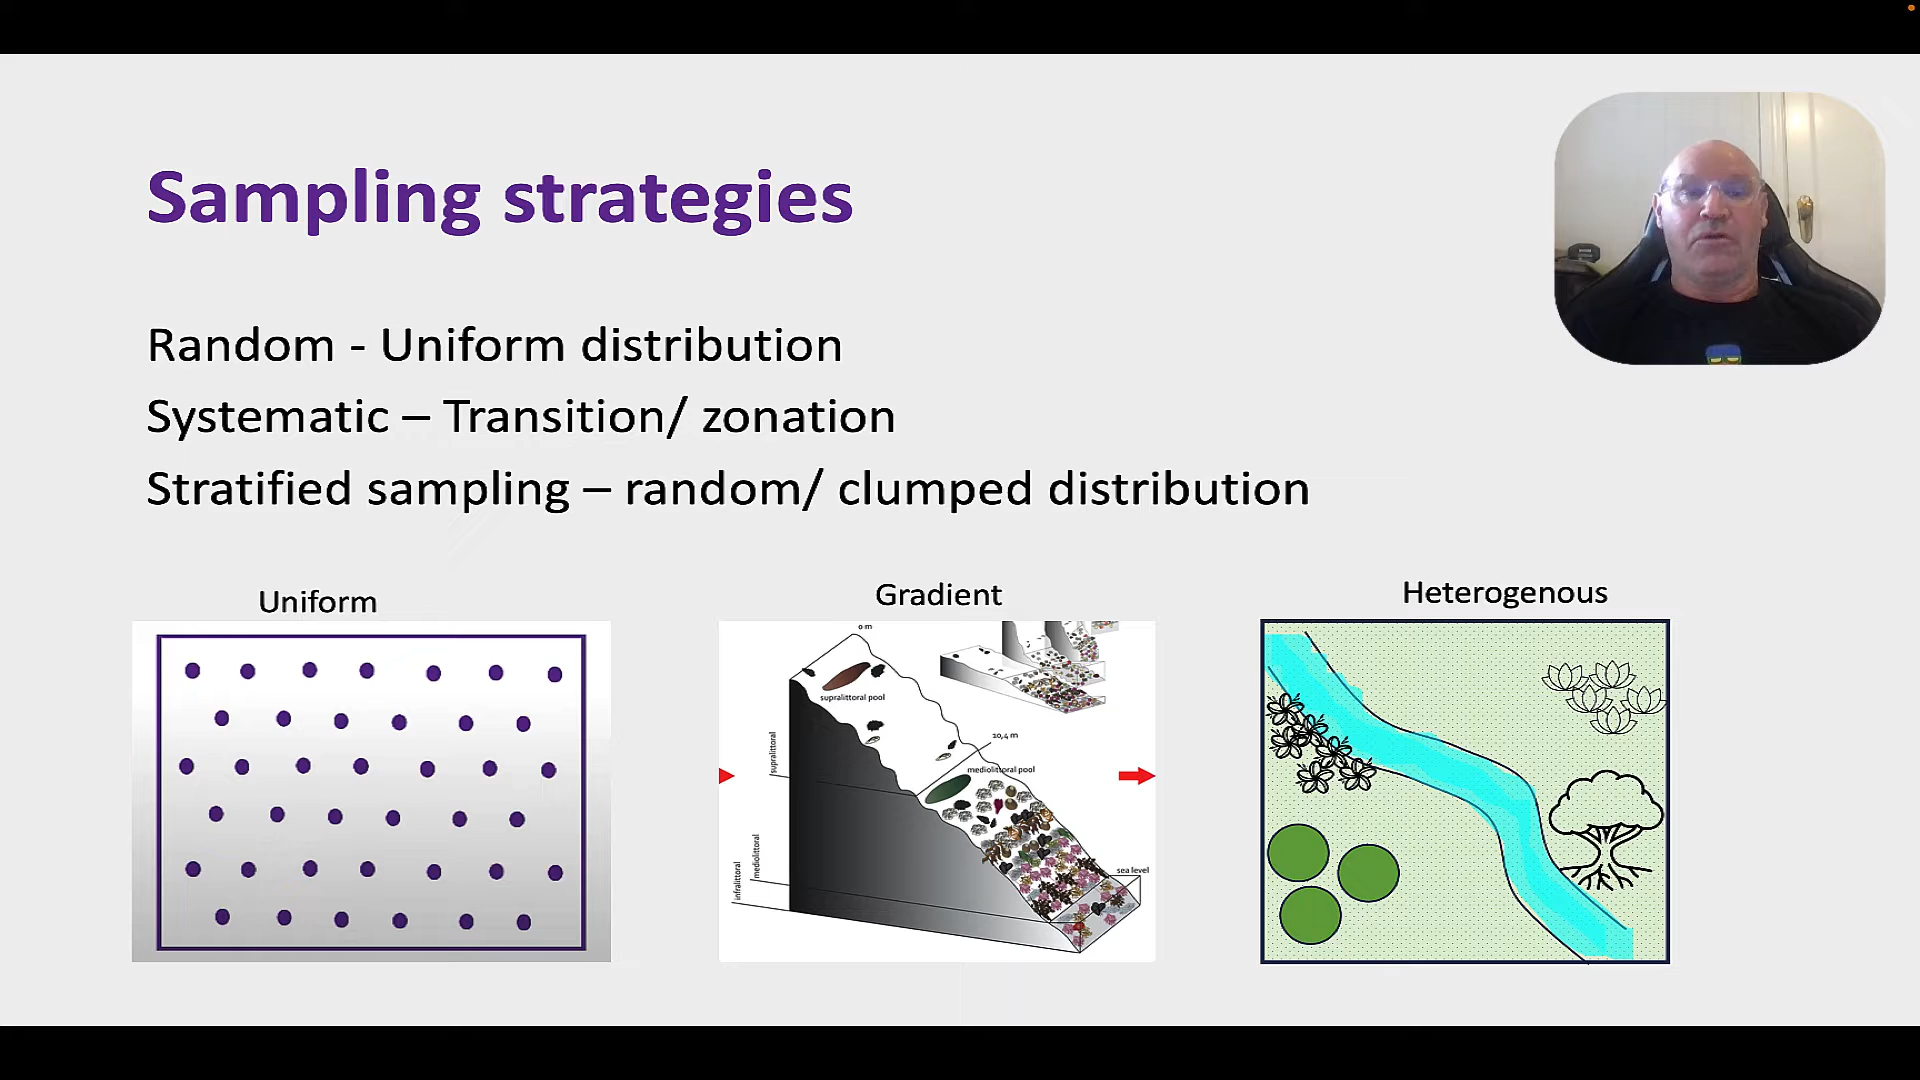 Sampling strategies
Random - Uniform distribution
Systematic – Transition/ zonation
Stratified sampling – random/ clumped distribution
Uniform
Gradient
Heterogenous
0 m
supralittoral pool
supralittoral
10,4 m
mediolittoral pool
mediolittoral
infralittoral
sea level